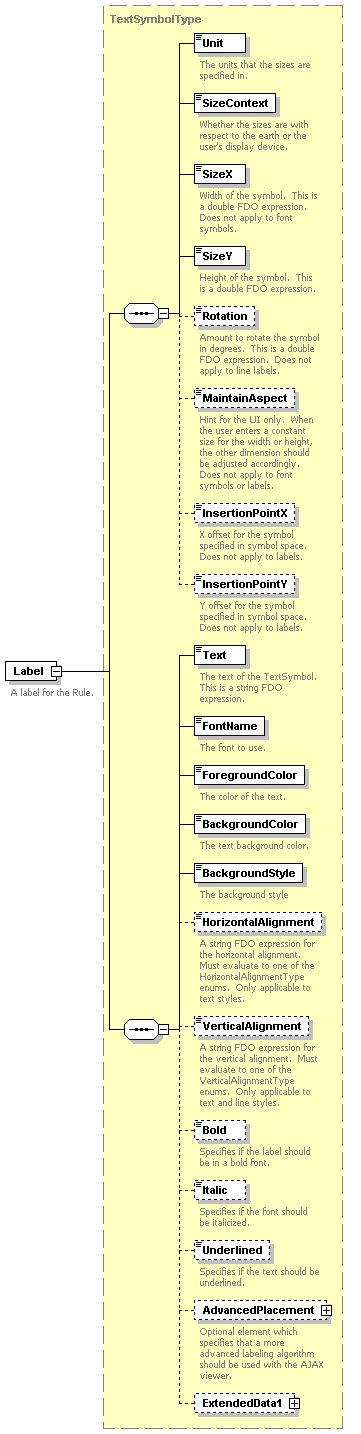 TextSymbolType
Unit
The units that the sizes are
specified in.
SizeContext
Whether the sizes are with
respect to the earth or the
user's display device.
SizeX
Width of the symbol.  This is
a double FDO expression.
Does not apply to font
symbols.
SizeY
Height of the symbol.  This
is a double FDO expression.
Rotation
Amount to rotate the symbol
in degrees.  This is a double
FDO expression.  Does not
apply to line labels.
MaintainAspect
Hint for the UI only.  When
the user enters a constant
size for the width or height,
the other dimension should
be adjusted accordingly.
Does not apply to font
symbols or labels.
InsertionPointX
X offset for the symbol
specified in symbol space.
Does not apply to labels.
InsertionPointY
Y offset for the symbol
specified in symbol space.
Does not apply to labels.
Label
A label for the Rule.
Text
The text of the TextSymbol.
This is a string FDO
expression.
FontName
The font to use.
ForegroundColor
The color of the text.
BackgroundColor
The text background color.
BackgroundStyle
The background style
HorizontalAlignment
A string FDO expression for
the horizontal alignment.
Must evaluate to one of the
HorizontalAlignmentType
enums.  Only applicable to
text styles.
VerticalAlignment
A string FDO expression for
the vertical alignment.  Must
evaluate to one of the
VerticalAlignmentType
enums.  Only applicable to
text and line styles.
Bold
Specifies if the label should
be in a bold font.
Italic
Specifies if the font should
be italicized.
Underlined
Specifies if the text should be
underlined.
AdvancedPlacement
Optional element which
specifies that a more
advanced labeling algorithm
should be used with the AJAX
viewer.
ExtendedData1